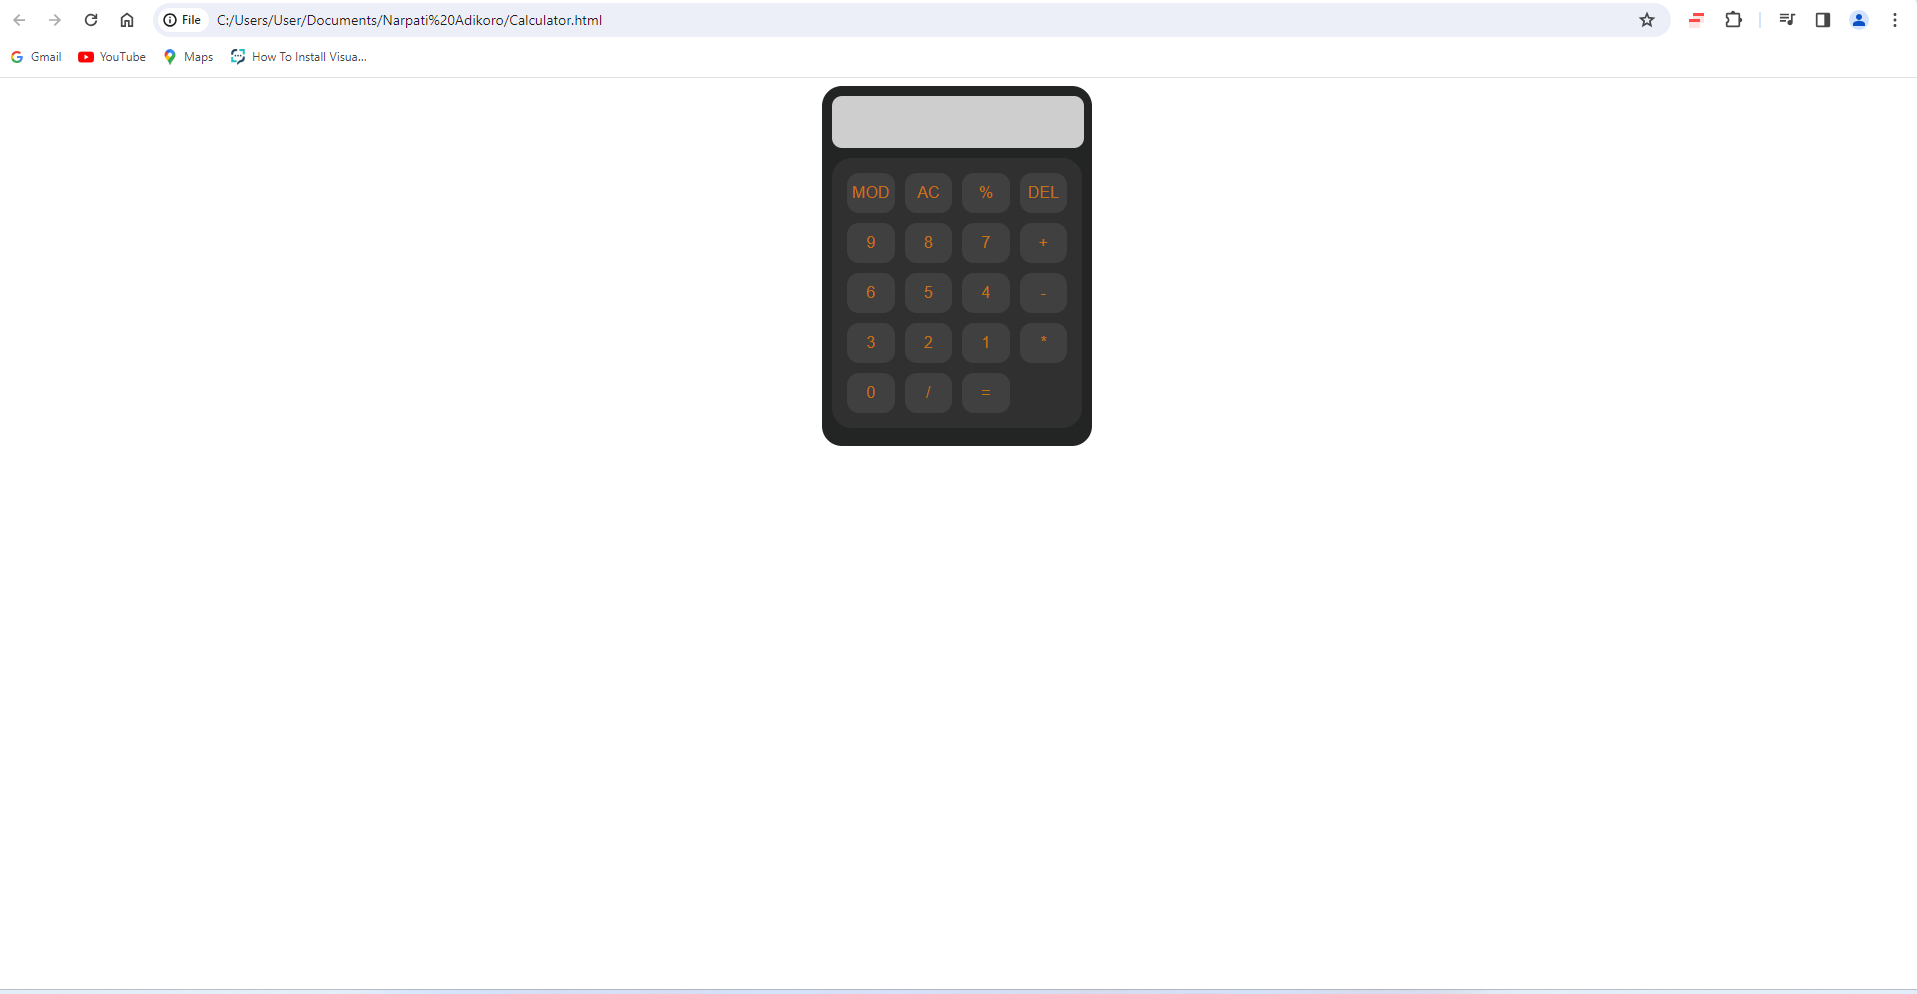 File C:/Users/User/Documents/Narpati%20Adikoro/Calculator.html
Gmail YouTube Maps How To Install Visua...
MOD AC % DEL
9 8 7 +
6 5 4 -
3 2 1 *
0 / =